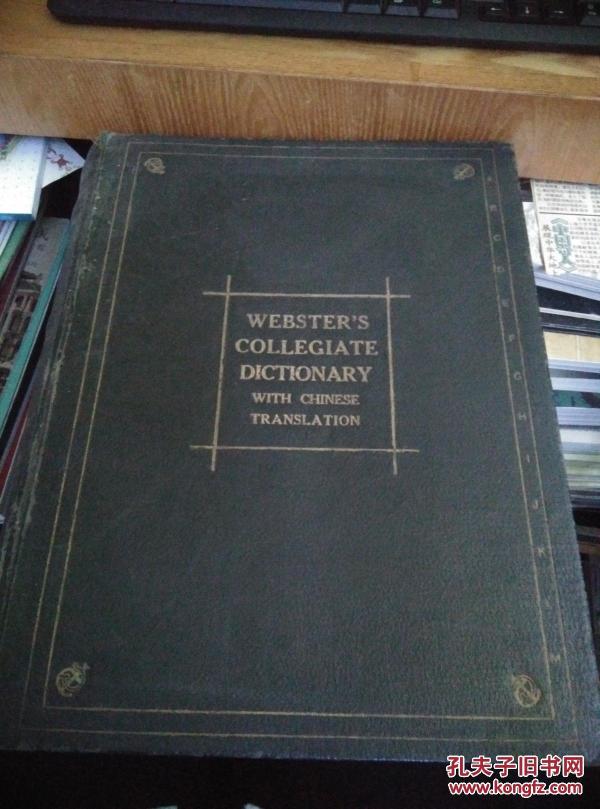 WEBSTER'S
COLLEGIATE
DICTIONARY
WITH CHINESE
TRANSLATION
B C D E F G H I J K L M
孔夫子旧书网
www.kongfz.com